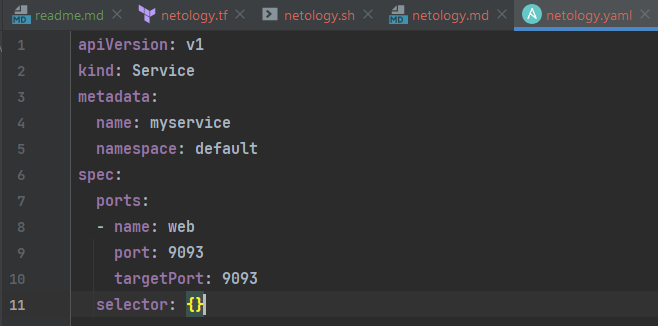 readme.md netology.tf netology.sh netology.md netology.yaml
1 apiVersion: v1
2 kind: Service
3 metadata:
4   name: myservice
5   namespace: default
6 spec:
7   ports:
8   - name: web
9     port: 9093
10     targetPort: 9093
11   selector: {}